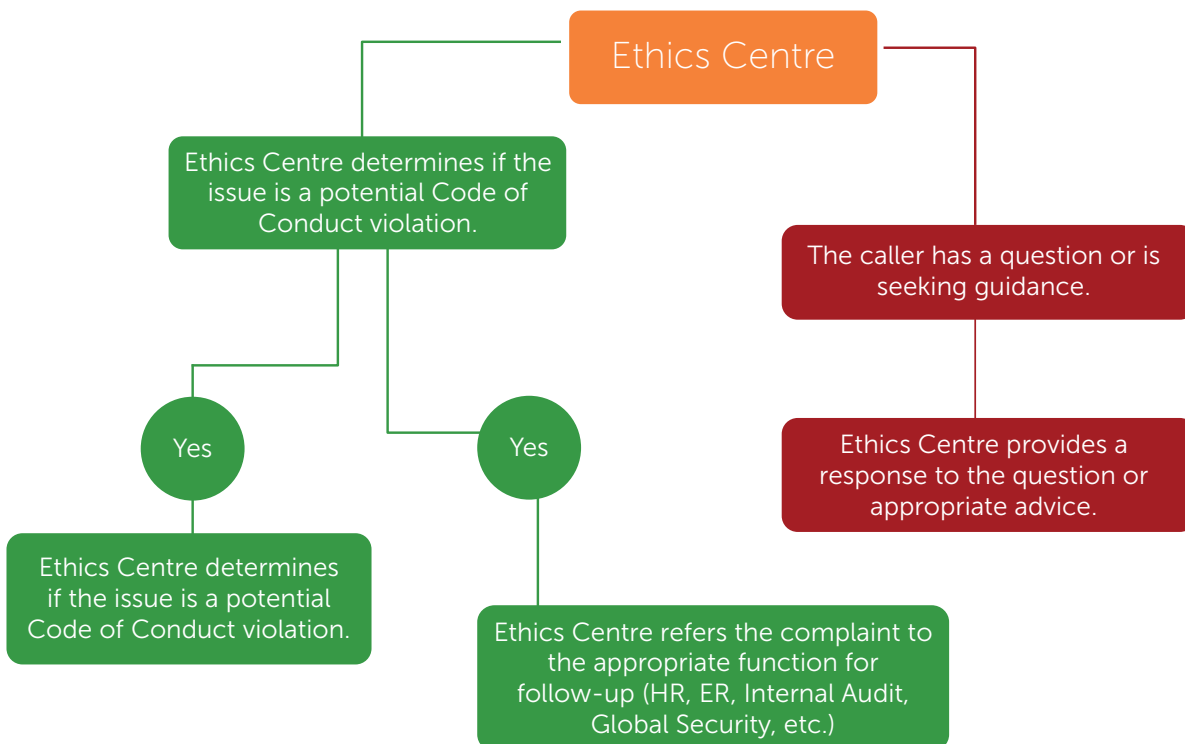 Ethics Centre
Ethics Centre determines if the
issue is a potential Code of
Conduct violation.
The caller has a question or is
seeking guidance.
Yes
Yes
Ethics Centre provides a
response to the question or
appropriate advice.
Ethics Centre determines
if the issue is a potential
Code of Conduct violation.
Ethics Centre refers the complaint to
the appropriate function for
follow-up (HR, ER, Internal Audit,
Global Security, etc.)